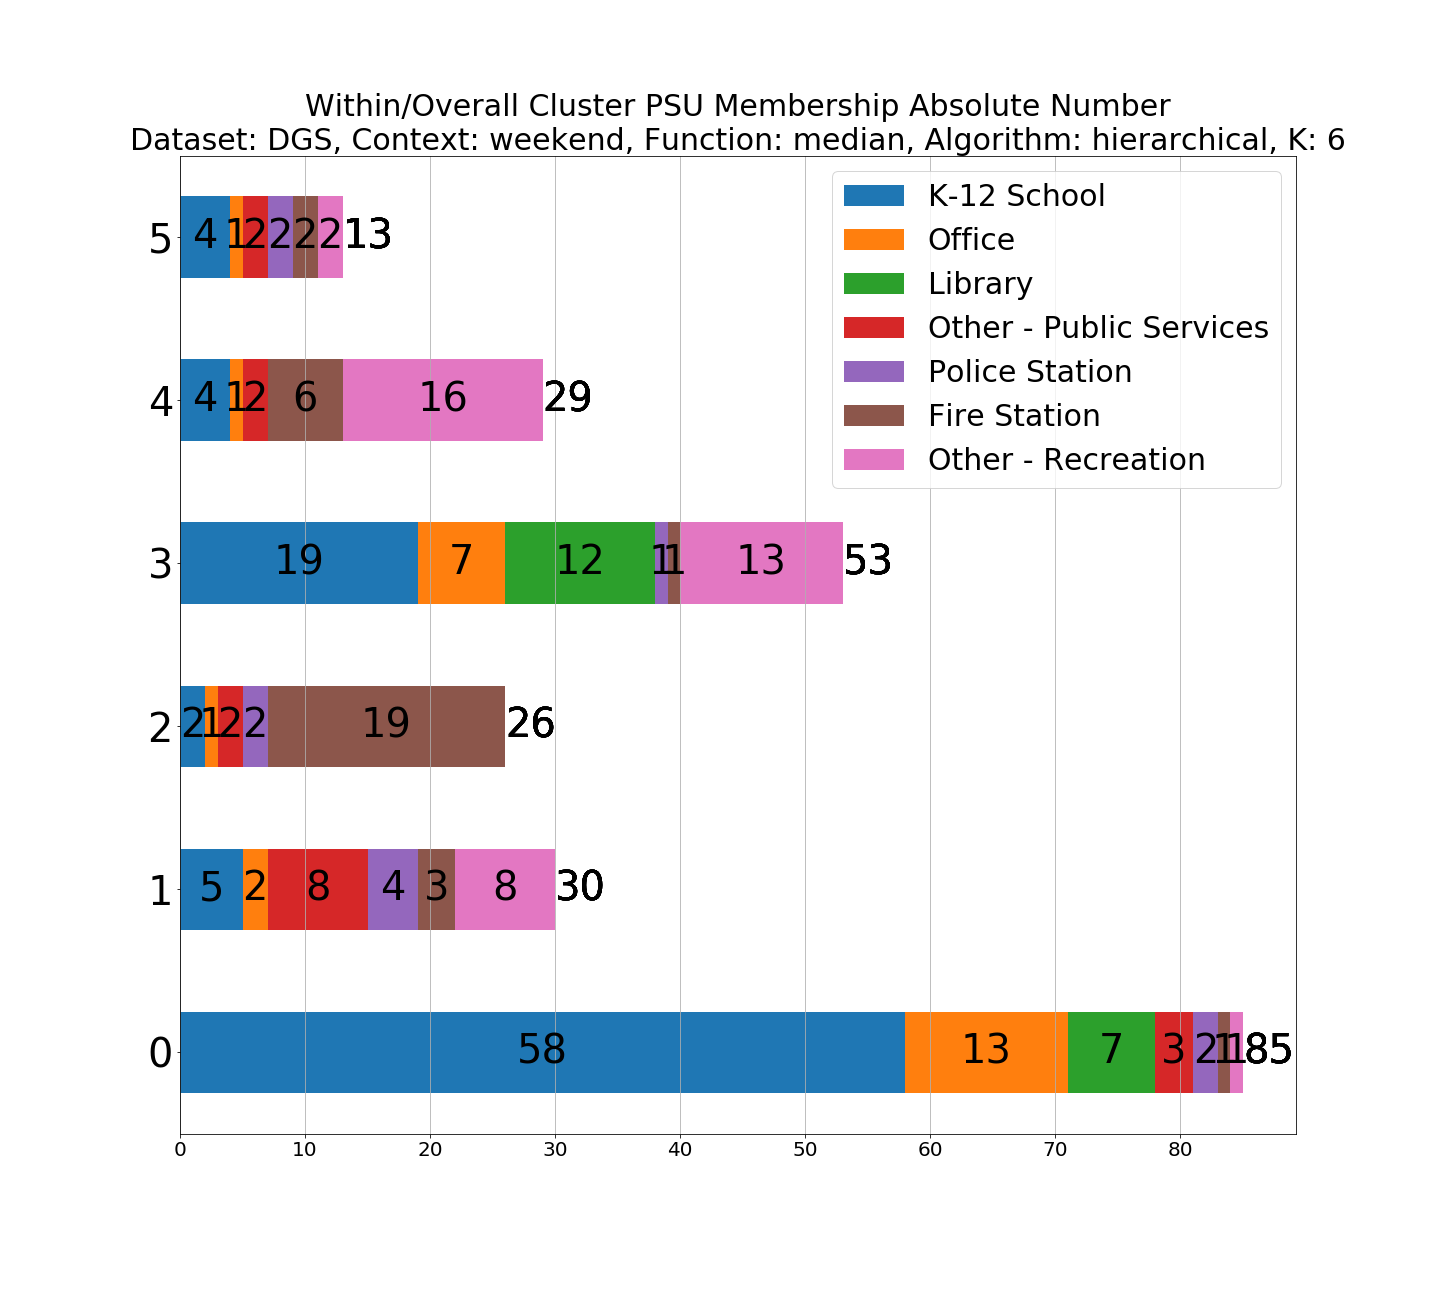 Within/Overall Cluster PSU Membership Absolute Number
Dataset: DGS, Context: weekend, Function: median, Algorithm: hierarchical, K: 6
K-12 School
Office
Library
Other - Public Services
Police Station
Fire Station
Other - Recreation
5 4 1 2 2 2 2 13
4 4 1 2 6 16 29
3 19 7 12 1 1 13 53
2 2 1 2 2 19 26
1 5 2 8 4 3 8 30
0 58 13 7 3 2 1 1 85
0 10 20 30 40 50 60 70 80